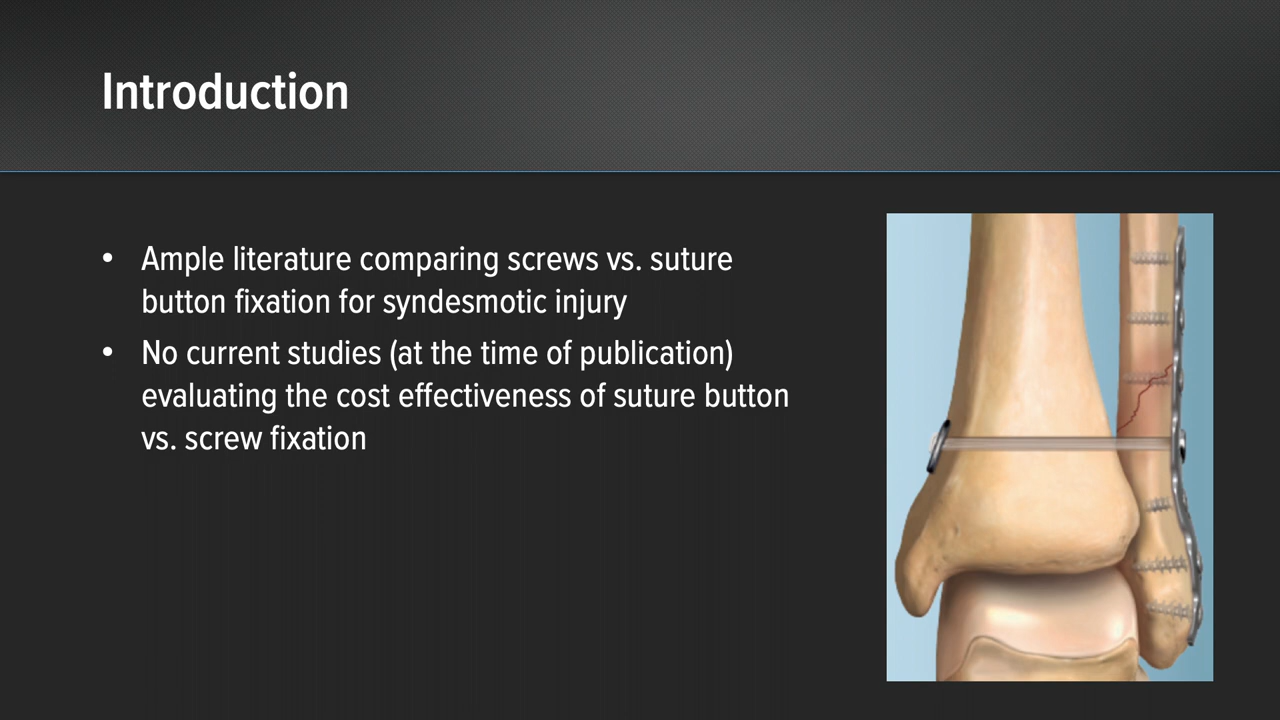 Introduction
• Ample literature comparing screws vs. suture
button fixation for syndesmotic injury
• No current studies (at the time of publication)
evaluating the cost effectiveness of suture button
vs. screw fixation